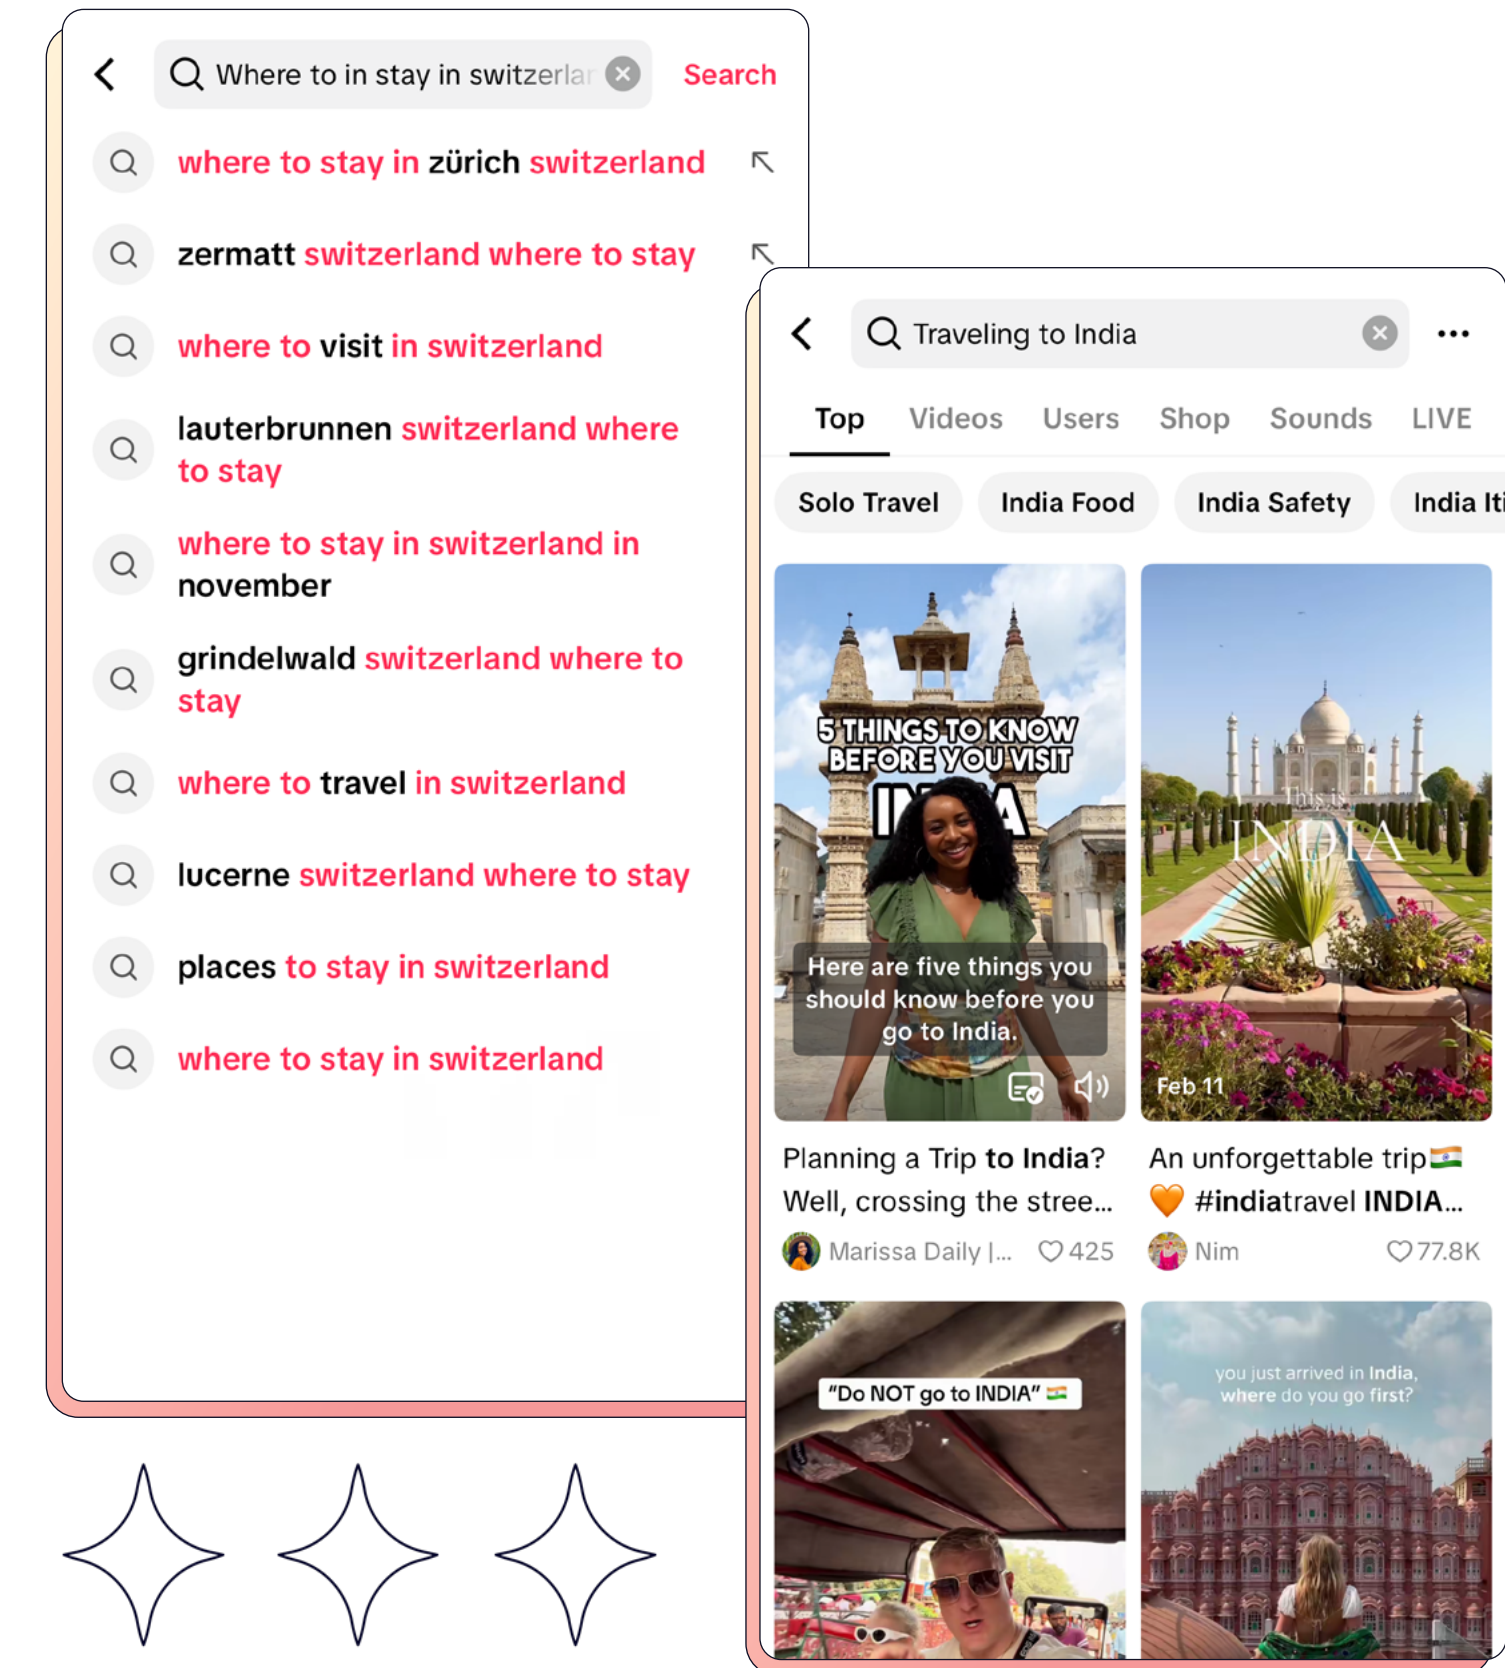 Where to in stay in switzerlan
Search
where to stay in zürich switzerland
zermatt switzerland where to stay
where to visit in switzerland
lauterbrunnen switzerland where
to stay
where to stay in switzerland in
november
grindelwald switzerland where to
stay
where to travel in switzerland
lucerne switzerland where to stay
places to stay in switzerland
where to stay in switzerland
Traveling to India
Top Videos Users Shop Sounds LIVE
Solo Travel India Food India Safety India Iti
5 THINGS TO KNOW
BEFORE YOU VISIT
INDIA
Here are five things you
should know before you
go to India.
This is
INDIA
Feb 11
Planning a Trip to India?
Well, crossing the stree...
Marissa Daily |... 425
An unforgettable trip🇮🇳
🧡 #indiatravel INDIA...
Nim 77.8K
"Do NOT go to INDIA" 🇮🇳
you just arrived in India,
where do you go first?